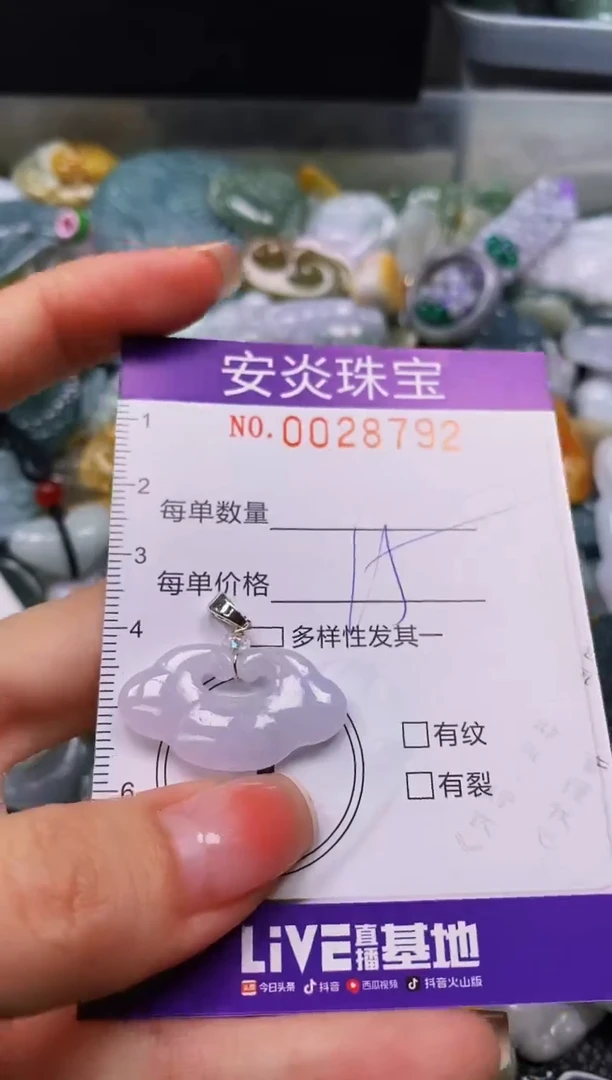 安炎珠宝
NO.0028792
1
2
每单数量
3
每单价格
4
多样性发其一
有纹
6
有裂
LiVE直播基地
头条 今日头条 抖音 西瓜视频 抖音火山版